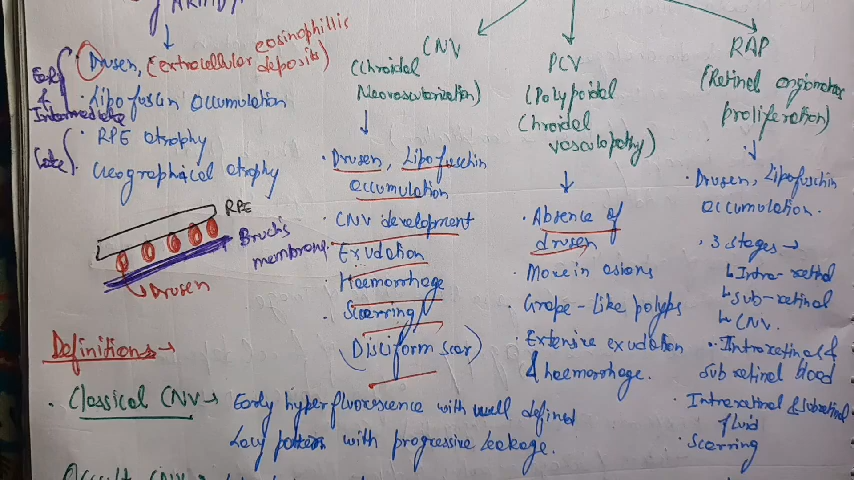 of ARMD,
Drusen, (extracellular eosinophillic
deposits)
Early
&
Intermediate
· Lipofuscin accumulation
Late
· RPE atrophy
· Geographical atrophy
RPE
Bruch's
membrane
Drusen
CNV
(Choroidal
Neovascularization)
· Drusen, Lipofuschin
accumulation
· CNV development
· Exudation
· Haemorrhage
· Scarring
(Disciform scar)
PCV
(Polypoidal
Choroidal
vasculopathy)
· Absence of
drusen
· More in asians
· Grape-like polyps
· Extensive exudation
& haemorrhage.
RAP
(Retinal angiomatous
proliferation)
· Drusen, Lipofuschin
accumulation.
· 3 stages →
Intra-retinal
Sub-retinal
CNV.
· Intraretinal &
sub retinal blood
· Intraretinal & subretinal
fluid
· Scarring
Definitions →
· Classical CNV → Early hyperfluorescence with well defined
Lacy pattern with progressive leakage.